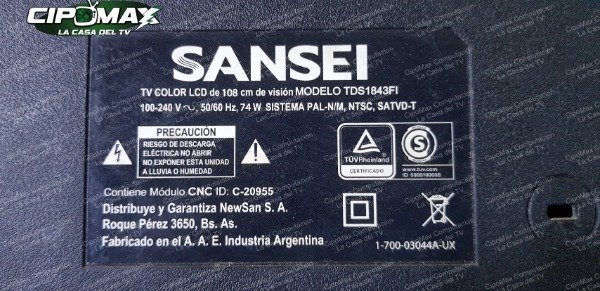 CIPOMAX
LA CASA DEL TV
SANSEI
TV COLOR LCD de 108 cm de visión MODELO TDS1843FI
100-240 V ~, 50/60 Hz, 74 W SISTEMA PAL-N/M, NTSC, SATVD-T
PRECAUCIÓN
RIESGO DE DESCARGA
ELÉCTRICA NO ABRIR
NO EXPONER ESTA UNIDAD
A LLUVIA O HUMEDAD
TÜVRheinland
CERTIFICADO
S
www.tuv.com
Contiene Módulo CNC ID: C-20955
Distribuye y Garantiza NewSan S. A.
Roque Pérez 3650, Bs. As.
Fabricado en el A. A. E. Industria Argentina
1-700-03044A-UX